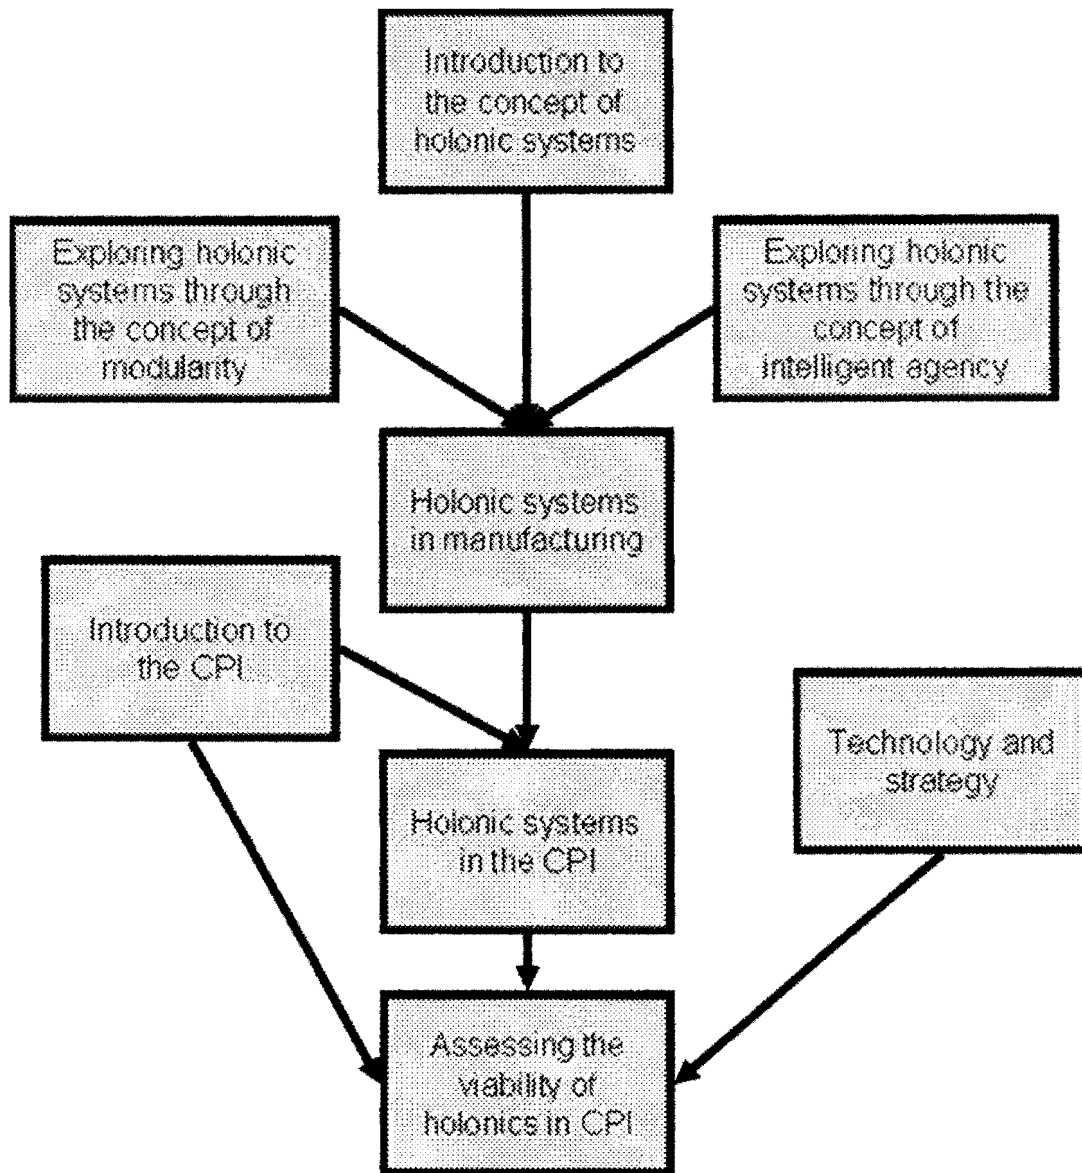 Introduction to
the concept of
holonic systems
Exploring holonic
systems through
the concept of
modularity
Exploring holonic
systems through the
concept of
intelligent agency
Holonic systems
in manufacturing
Introduction to
the CPI
Technology and
strategy
Holonic systems
in the CPI
Assessing the
viability of
holonics in CPI